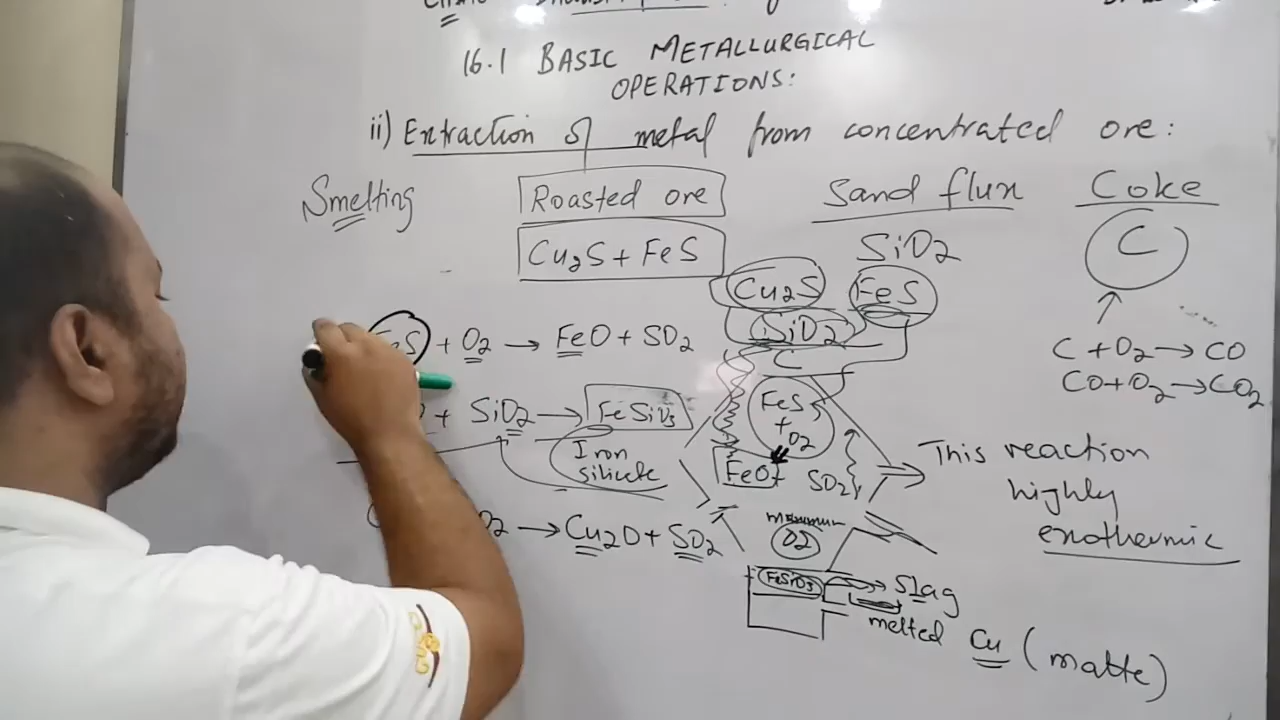 16.1 BASIC METALLURGICAL
OPERATIONS:
ii) Extraction of metal from concentrated ore:
Smelting
Roasted ore
Cu2S + FeS
Sand flux
SiO2
Coke
C
Cu2S FeS
SiO2
C
FeS
+
O2
FeO+ SO2
FeS + O2 → FeO + SO2
+ SiO2 → FeSiO3
Iron
silicate
O2 → Cu2O + SO2
C + O2 → CO
CO + O2 → CO2
This reaction
highly
exothermic
O2
FeSiO3 → Slag
melted Cu (matte)